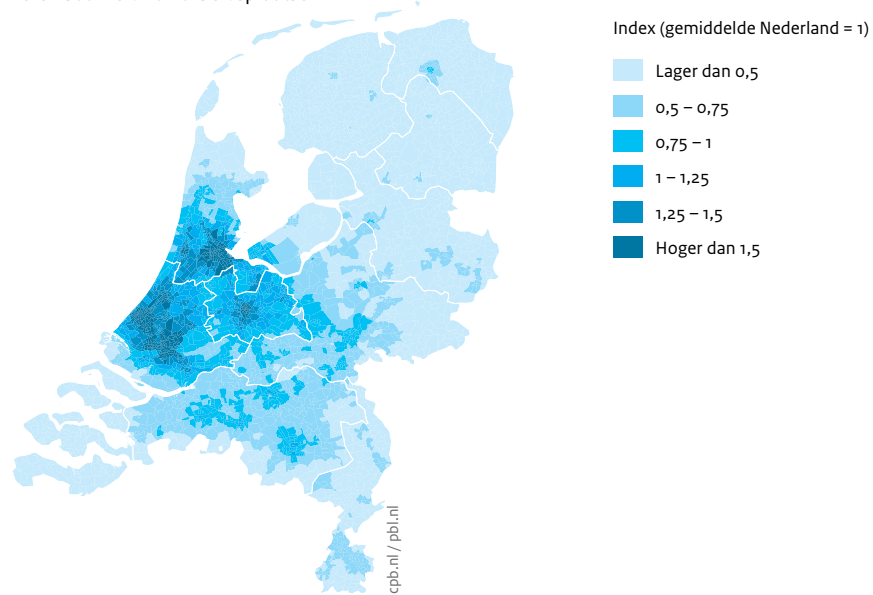 Index (gemiddelde Nederland = 1)
Lager dan 0,5
0,5 – 0,75
0,75 – 1
1 – 1,25
1,25 – 1,5
Hoger dan 1,5
cpb.nl / pbl.nl